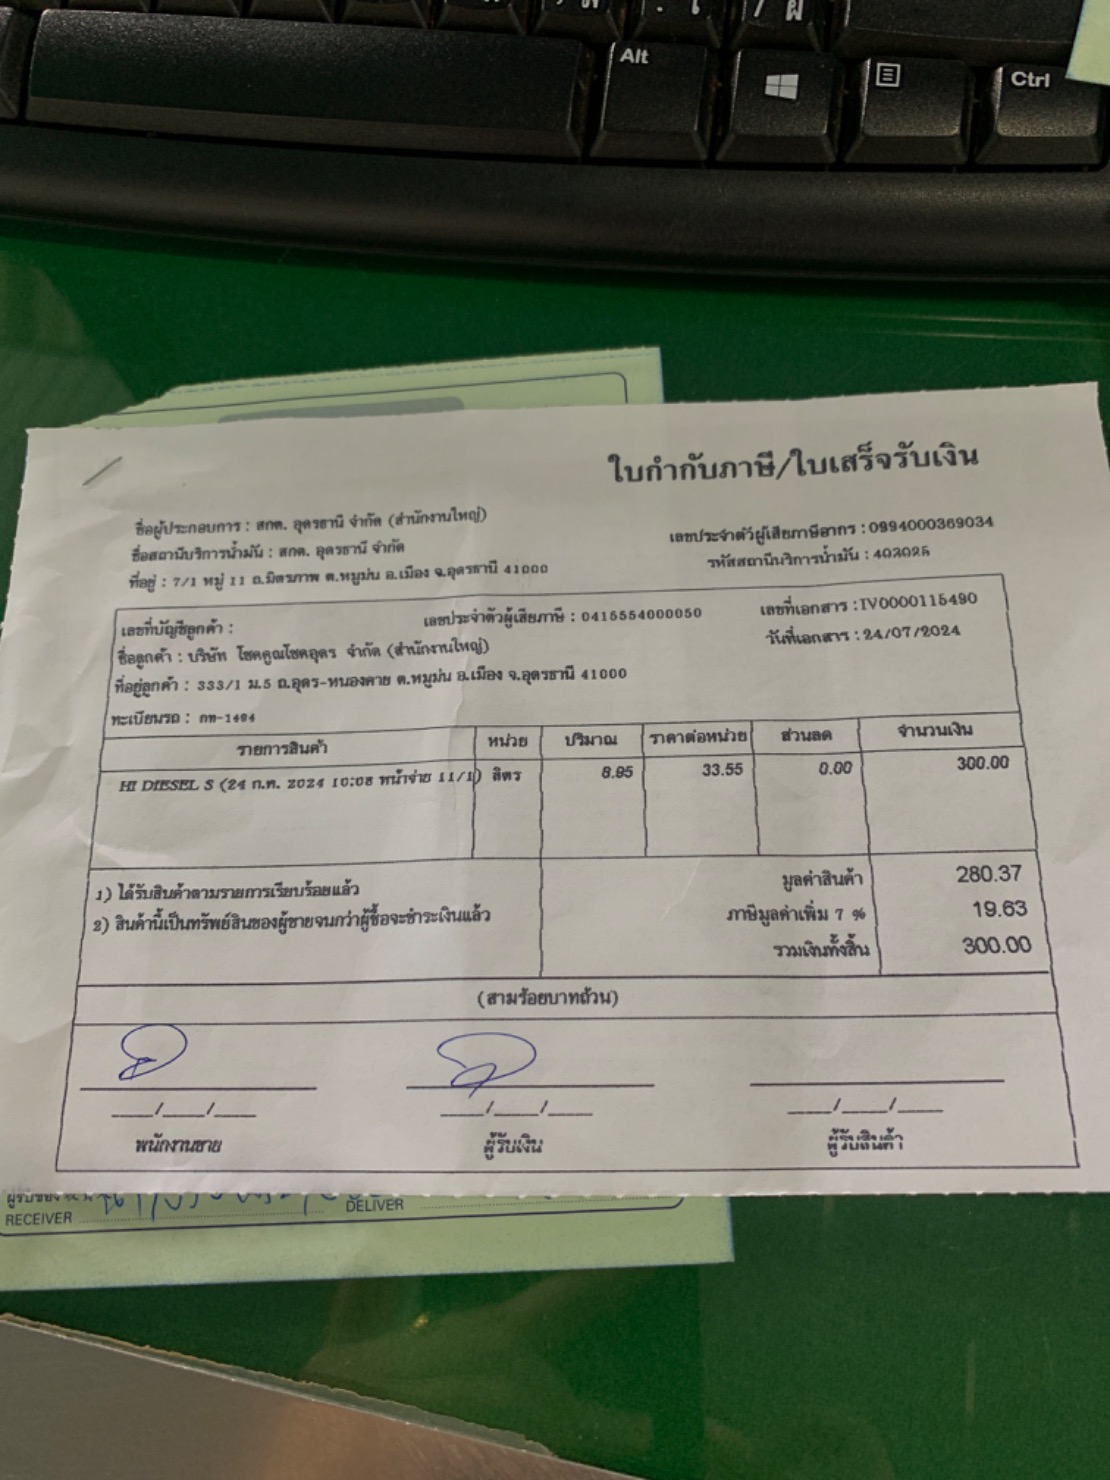 Alt
Ctrl
ใบกำกับภาษี/ใบเสร็จรับเงิน
ชื่อผู้ประกอบการ : สกต. อุดรธานี จำกัด (สำนักงานใหญ่)
เลขประจำตัวผู้เสียภาษีอากร : 0994000369034
ชื่อสถานีบริการน้ำมัน : สกต. อุดรธานี จำกัด
รหัสสถานีบริการน้ำมัน : 403025
ที่อยู่ : 7/1 หมู่ 11 ถ.มิตรภาพ ต.หมูม่น อ.เมือง จ.อุดรธานี 41000
เลขที่บัญชีลูกค้า : เลขประจำตัวผู้เสียภาษี : 0415554000050 เลขที่เอกสาร : IV0000115490
ชื่อลูกค้า : บริษัท โชคคูณโชคอุดร จำกัด (สำนักงานใหญ่) วันที่เอกสาร : 24/07/2024
ที่อยู่ลูกค้า : 333/1 ม.5 ถ.อุดร-หนองคาย ต.หมูม่น อ.เมือง จ.อุดรธานี 41000
ทะเบียนรถ :
รายการสินค้า หน่วย ปริมาณ ราคาต่อหน่วย ส่วนลด จำนวนเงิน
HI DIESEL S (24 ก.ค. 2024 10:08 หน้าจ่าย 11/1) ลิตร 8.95 33.55 0.00 300.00
1) ได้รับสินค้าตามรายการเรียบร้อยแล้ว
มูลค่าสินค้า 280.37
2) สินค้านี้เป็นทรัพย์สินของผู้ขายจนกว่าผู้ซื้อจะชำระเงินแล้ว
ภาษีมูลค่าเพิ่ม 7 % 19.63
รวมเงินทั้งสิ้น 300.00
(สามร้อยบาทถ้วน)
___/___/___ ___/___/___ ___/___/___
พนักงานขาย ผู้รับเงิน ผู้รับสินค้า
RECEIVER DELIVER